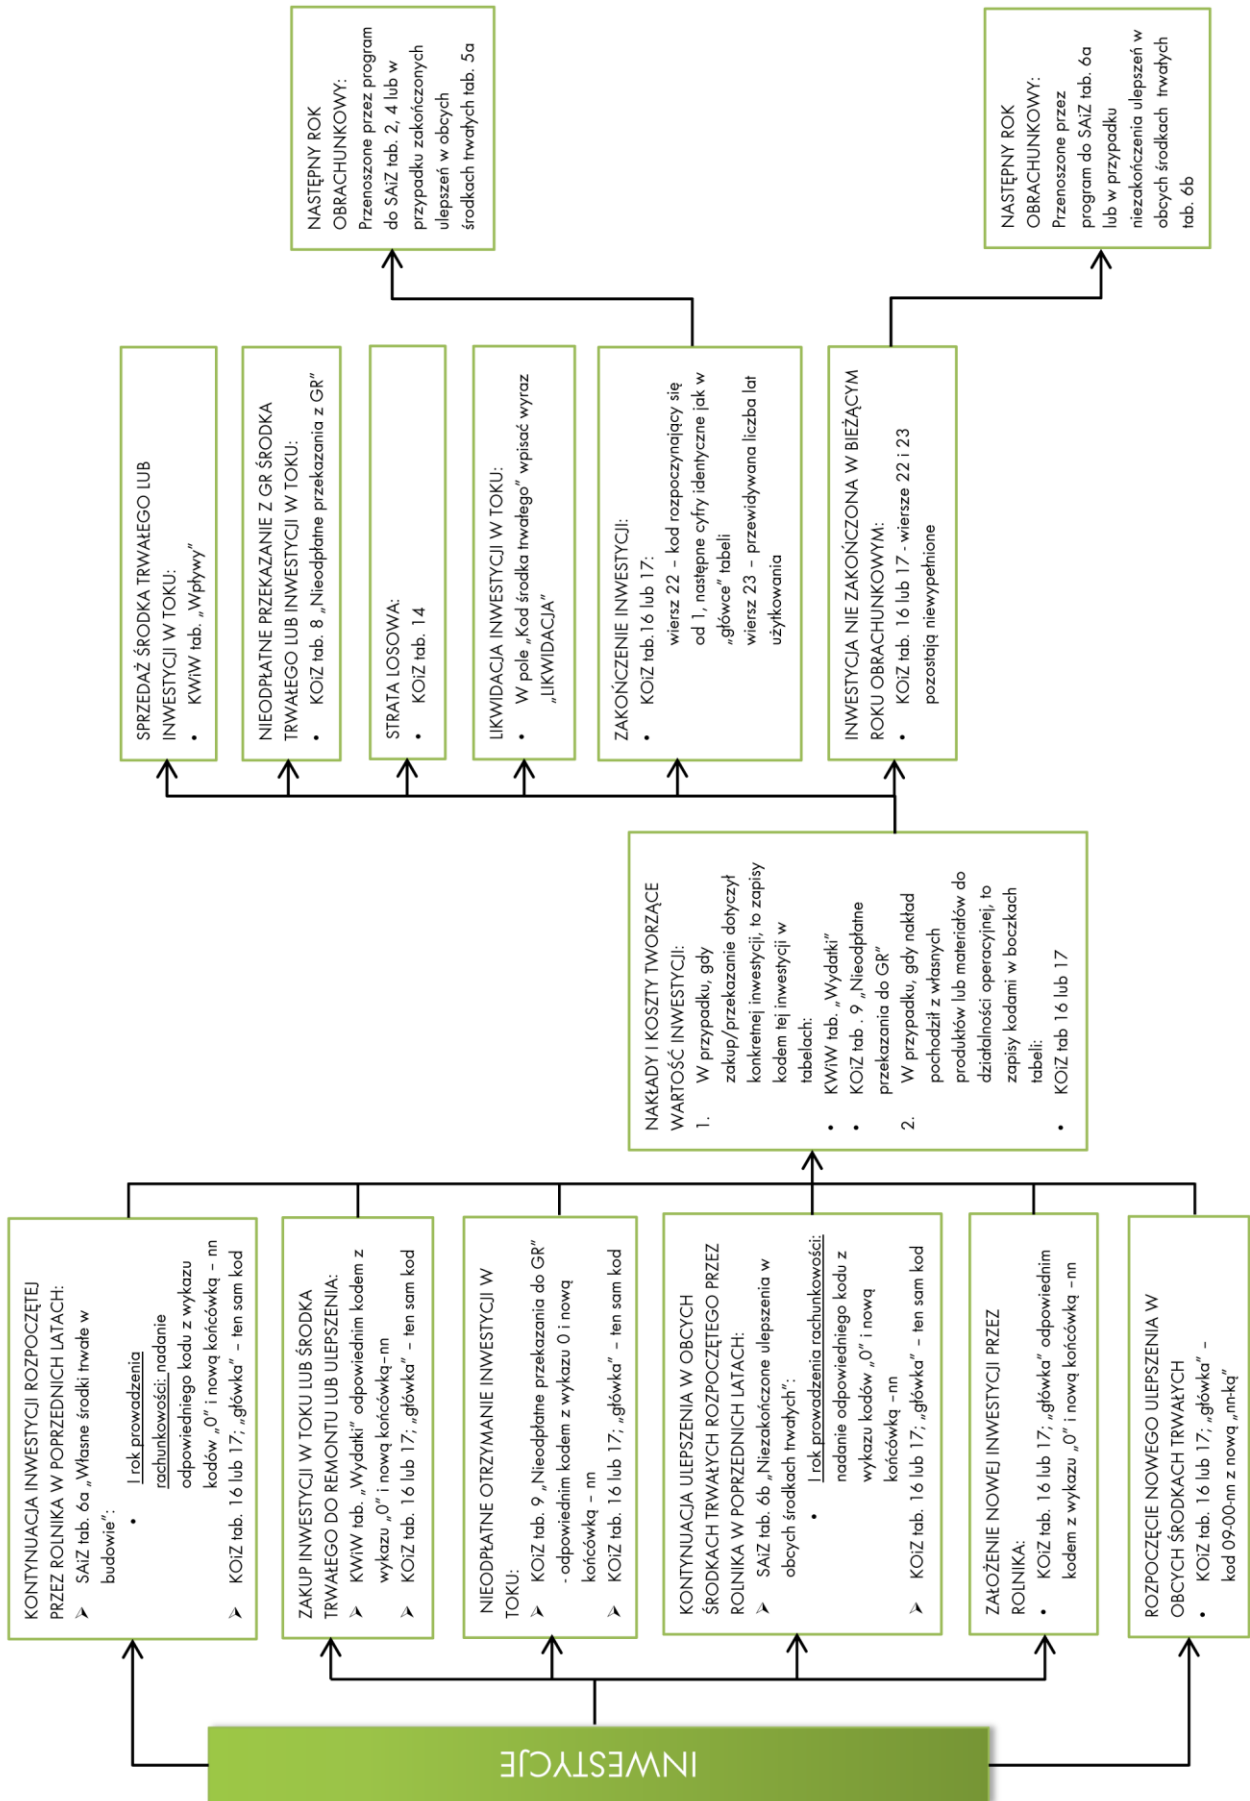 INWESTYCJE
KONTYNUACJA INWESTYCJI ROZPOCZĘTEJ
PRZEZ ROLNIKA W POPRZEDNICH LATACH:
➤ SAiZ tab. 6a „Własne środki trwałe w
budowie”:
• I rok prowadzenia
rachunkowości: nadanie
odpowiedniego kodu z wykazu
kodów „0” i nową końcówką – nn
➤ KOiZ tab. 16 lub 17; „główka” – ten sam kod
ZAKUP INWESTYCJI W TOKU LUB ŚRODKA
TRWAŁEGO DO REMONTU LUB ULEPSZENIA:
➤ KWiW tab. „Wydatki” odpowiednim kodem z
wykazu „0” i nową końcówką–nn
➤ KOiZ tab. 16 lub 17; „główka” – ten sam kod
NIEODPŁATNE OTRZYMANIE INWESTYCJI W
TOKU:
➤ KOiZ tab. 9 „Nieodpłatne przekazania do GR”
- odpowiednim kodem z wykazu 0 i nową
końcówką – nn
➤ KOiZ tab. 16 lub 17; „główka” – ten sam kod
KONTYNUACJA ULEPSZENIA W OBCYCH
ŚRODKACH TRWAŁYCH ROZPOCZĘTEGO PRZEZ
ROLNIKA W POPRZEDNICH LATACH:
➤ SAiZ tab. 6b „Niezakończone ulepszenia w
obcych środkach trwałych”:
• I rok prowadzenia rachunkowości:
nadanie odpowiedniego kodu z
wykazu kodów „0” i nową
końcówką –nn
➤ KOiZ tab. 16 lub 17; „główka” – ten sam kod
ZAŁOŻENIE NOWEJ INWESTYCJI PRZEZ
ROLNIKA:
• KOiZ tab. 16 lub 17; „główka” odpowiednim
kodem z wykazu „0” i nową końcówką –nn
ROZPOCZĘCIE NOWEGO ULEPSZENIA W
OBCYCH ŚRODKACH TRWAŁYCH
• KOiZ tab. 16 lub 17; „główka” –
kod 09-00-nn z nową „nn-ką”
NAKŁADY I KOSZTY TWORZĄCE
WARTOŚĆ INWESTYCJI:
1. W przypadku, gdy
zakup/przekazanie dotyczył
konkretnej inwestycji, to zapisy
kodem tej inwestycji w
tabelach:
• KWiW tab. „Wydatki”
• KOiZ tab . 9 „Nieodpłatne
przekazania do GR”
2. W przypadku, gdy nakład
pochodził z własnych
produktów lub materiałów do
działalności operacyjnej, to
zapisy kodami w boczkach
tabeli:
• KOiZ tab 16 lub 17
SPRZEDAŻ ŚRODKA TRWAŁEGO LUB
INWESTYCJI W TOKU:
• KWiW tab. „Wpływy”
NIEODPŁATNE PRZEKAZANIE Z GR ŚRODKA
TRWAŁEGO LUB INWESTYCJI W TOKU:
• KOiZ tab. 8 „Nieodpłatne przekazania z GR”
STRATA LOSOWA:
• KOiZ tab. 14
LIKWIDACJA INWESTYCJI W TOKU:
• W pole „Kod środka trwałego” wpisać wyraz
„LIKWIDACJA”
ZAKOŃCZENIE INWESTYCJI:
• KOiZ tab.16 lub 17:
wiersz 22 – kod rozpoczynający się
od 1, następne cyfry identyczne jak w
„główce” tabeli
wiersz 23 – przewidywana liczba lat
użytkowania
INWESTYCJA NIE ZAKOŃCZONA W BIEŻĄCYM
ROKU OBRACHUNKOWYM:
• KOiZ tab. 16 lub 17 - wiersze 22 i 23
pozostają niewypełnione
NASTĘPNY ROK
OBRACHUNKOWY:
Przenoszone przez program
do SAiZ tab. 2, 4 lub w
przypadku zakończonych
ulepszeń w obcych
środkach trwałych tab. 5a
NASTĘPNY ROK
OBRACHUNKOWY:
Przenoszone przez
program do SAiZ tab. 6a
lub w przypadku
niezakończenia ulepszeń w
obcych środkach trwałych
tab. 6b